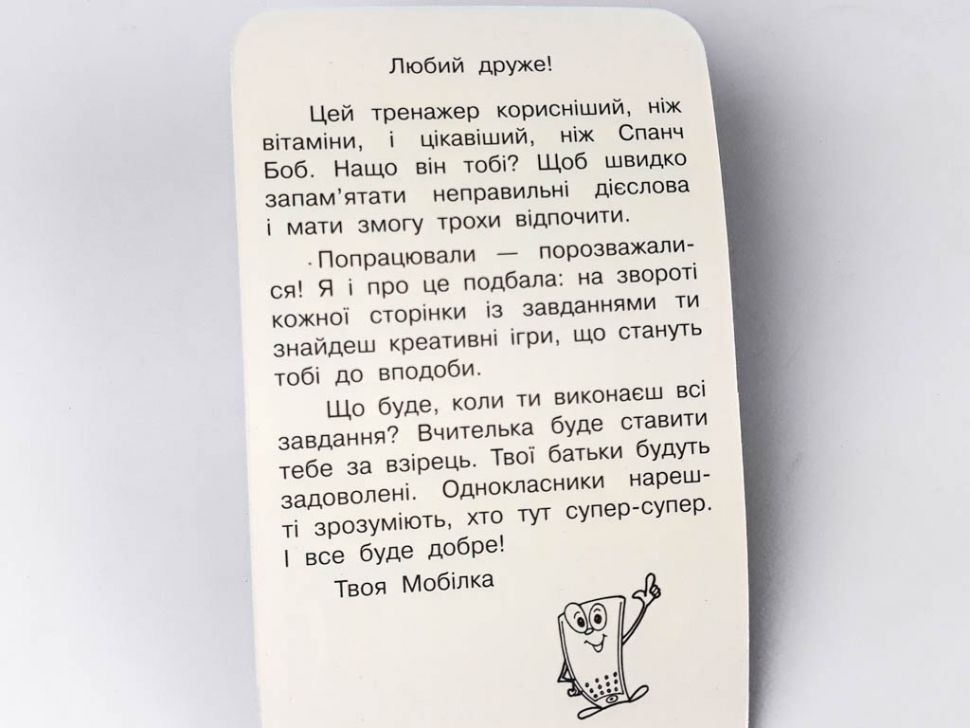 Любий друже!
Цей тренажер корисніший, ніж
вітаміни, і цікавіший, ніж Спанч
Боб. Нащо він тобі? Щоб швидко
запам'ятати неправильні дієслова
і мати змогу трохи відпочити.
Попрацювали — порозважали-
ся! Я і про це подбала: на звороті
кожної сторінки із завданнями ти
знайдеш креативні ігри, що стануть
тобі до вподоби.
Що буде, коли ти виконаєш всі
завдання? Вчителька буде ставити
тебе за взірець. Твої батьки будуть
задоволені. Однокласники нареш-
ті зрозуміють, хто тут супер-супер.
І все буде добре!
Твоя Мобілка